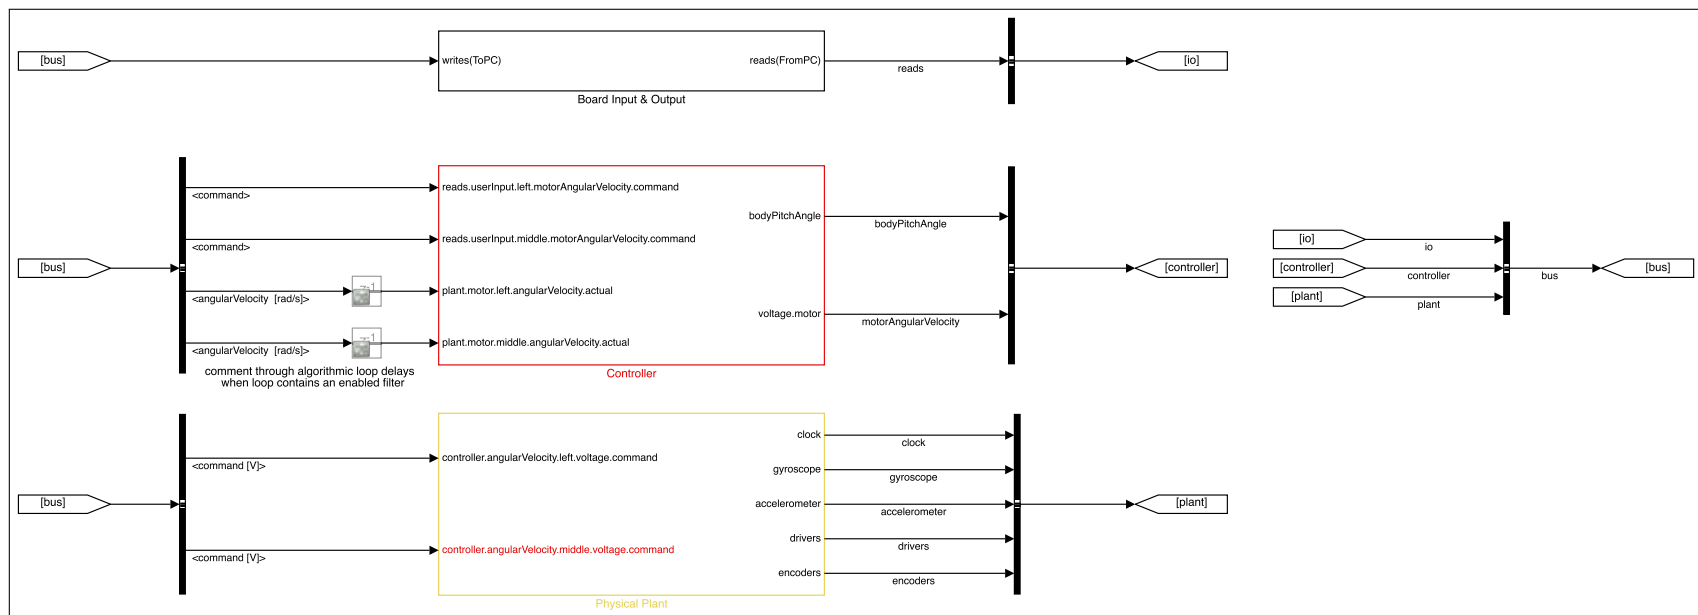 [bus]
writes(ToPC)
reads(FromPC)
reads
[io]
Board Input & Output
<command>
reads.userInput.left.motorAngularVelocity.command
bodyPitchAngle
bodyPitchAngle
<command>
reads.userInput.middle.motorAngularVelocity.command
[bus]
[controller]
<angularVelocity [rad/s]>
plant.motor.left.angularVelocity.actual
voltage.motor
motorAngularVelocity
<angularVelocity [rad/s]>
plant.motor.middle.angularVelocity.actual
comment through algorithmic loop delays
when loop contains an enabled filter
Controller
[io]
io
[controller]
controller
[plant]
plant
bus
[bus]
clock
clock
<command [V]>
controller.angularVelocity.left.voltage.command
gyroscope
gyroscope
[bus]
accelerometer
accelerometer
[plant]
drivers
drivers
<command [V]>
controller.angularVelocity.middle.voltage.command
encoders
encoders
Physical Plant